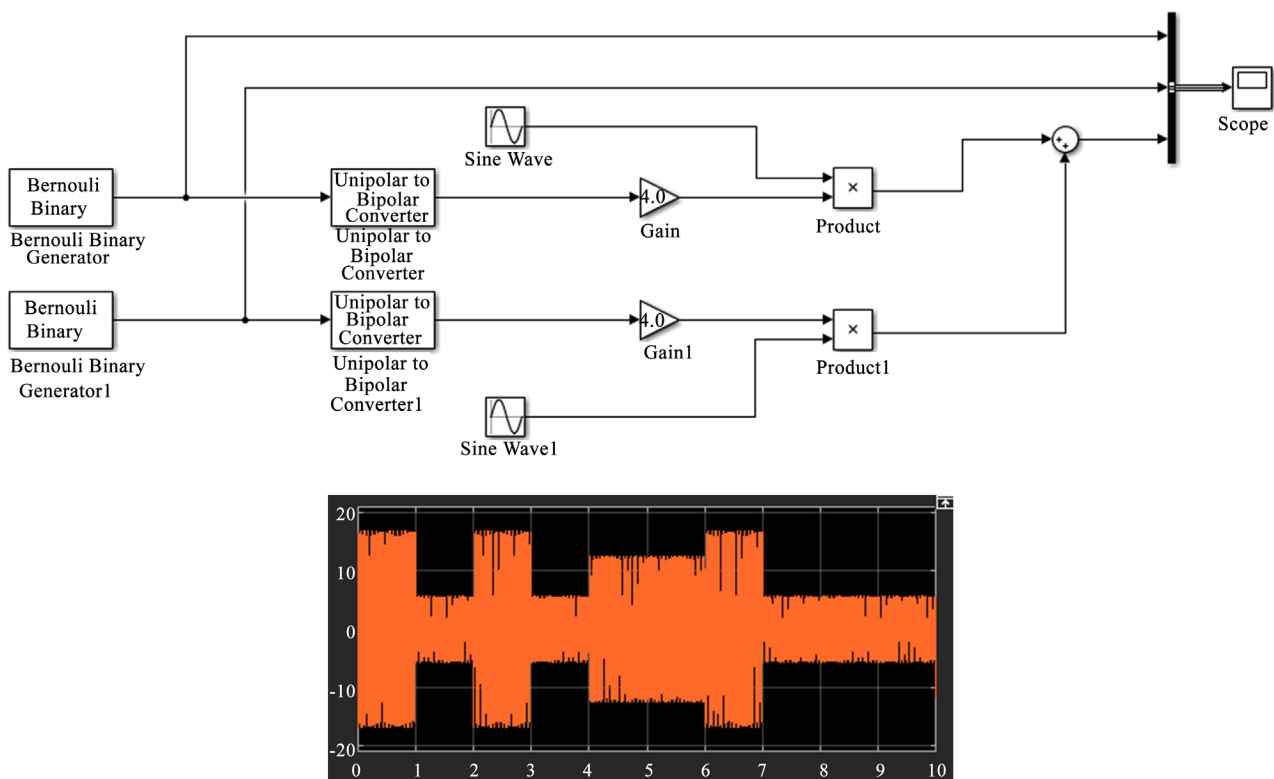 Scope
Sine Wave
Bernouli
Binary
Bernouli Binary
Generator
Unipolar to
Bipolar
Converter
Unipolar to
Bipolar
Converter
4.0
Gain
×
Product
Bernouli
Binary
Bernouli Binary
Generator1
Unipolar to
Bipolar
Converter
Unipolar to
Bipolar
Converter1
4.0
Gain1
×
Product1
Sine Wave1
20
10
0
-10
-20
0 1 2 3 4 5 6 7 8 9 10